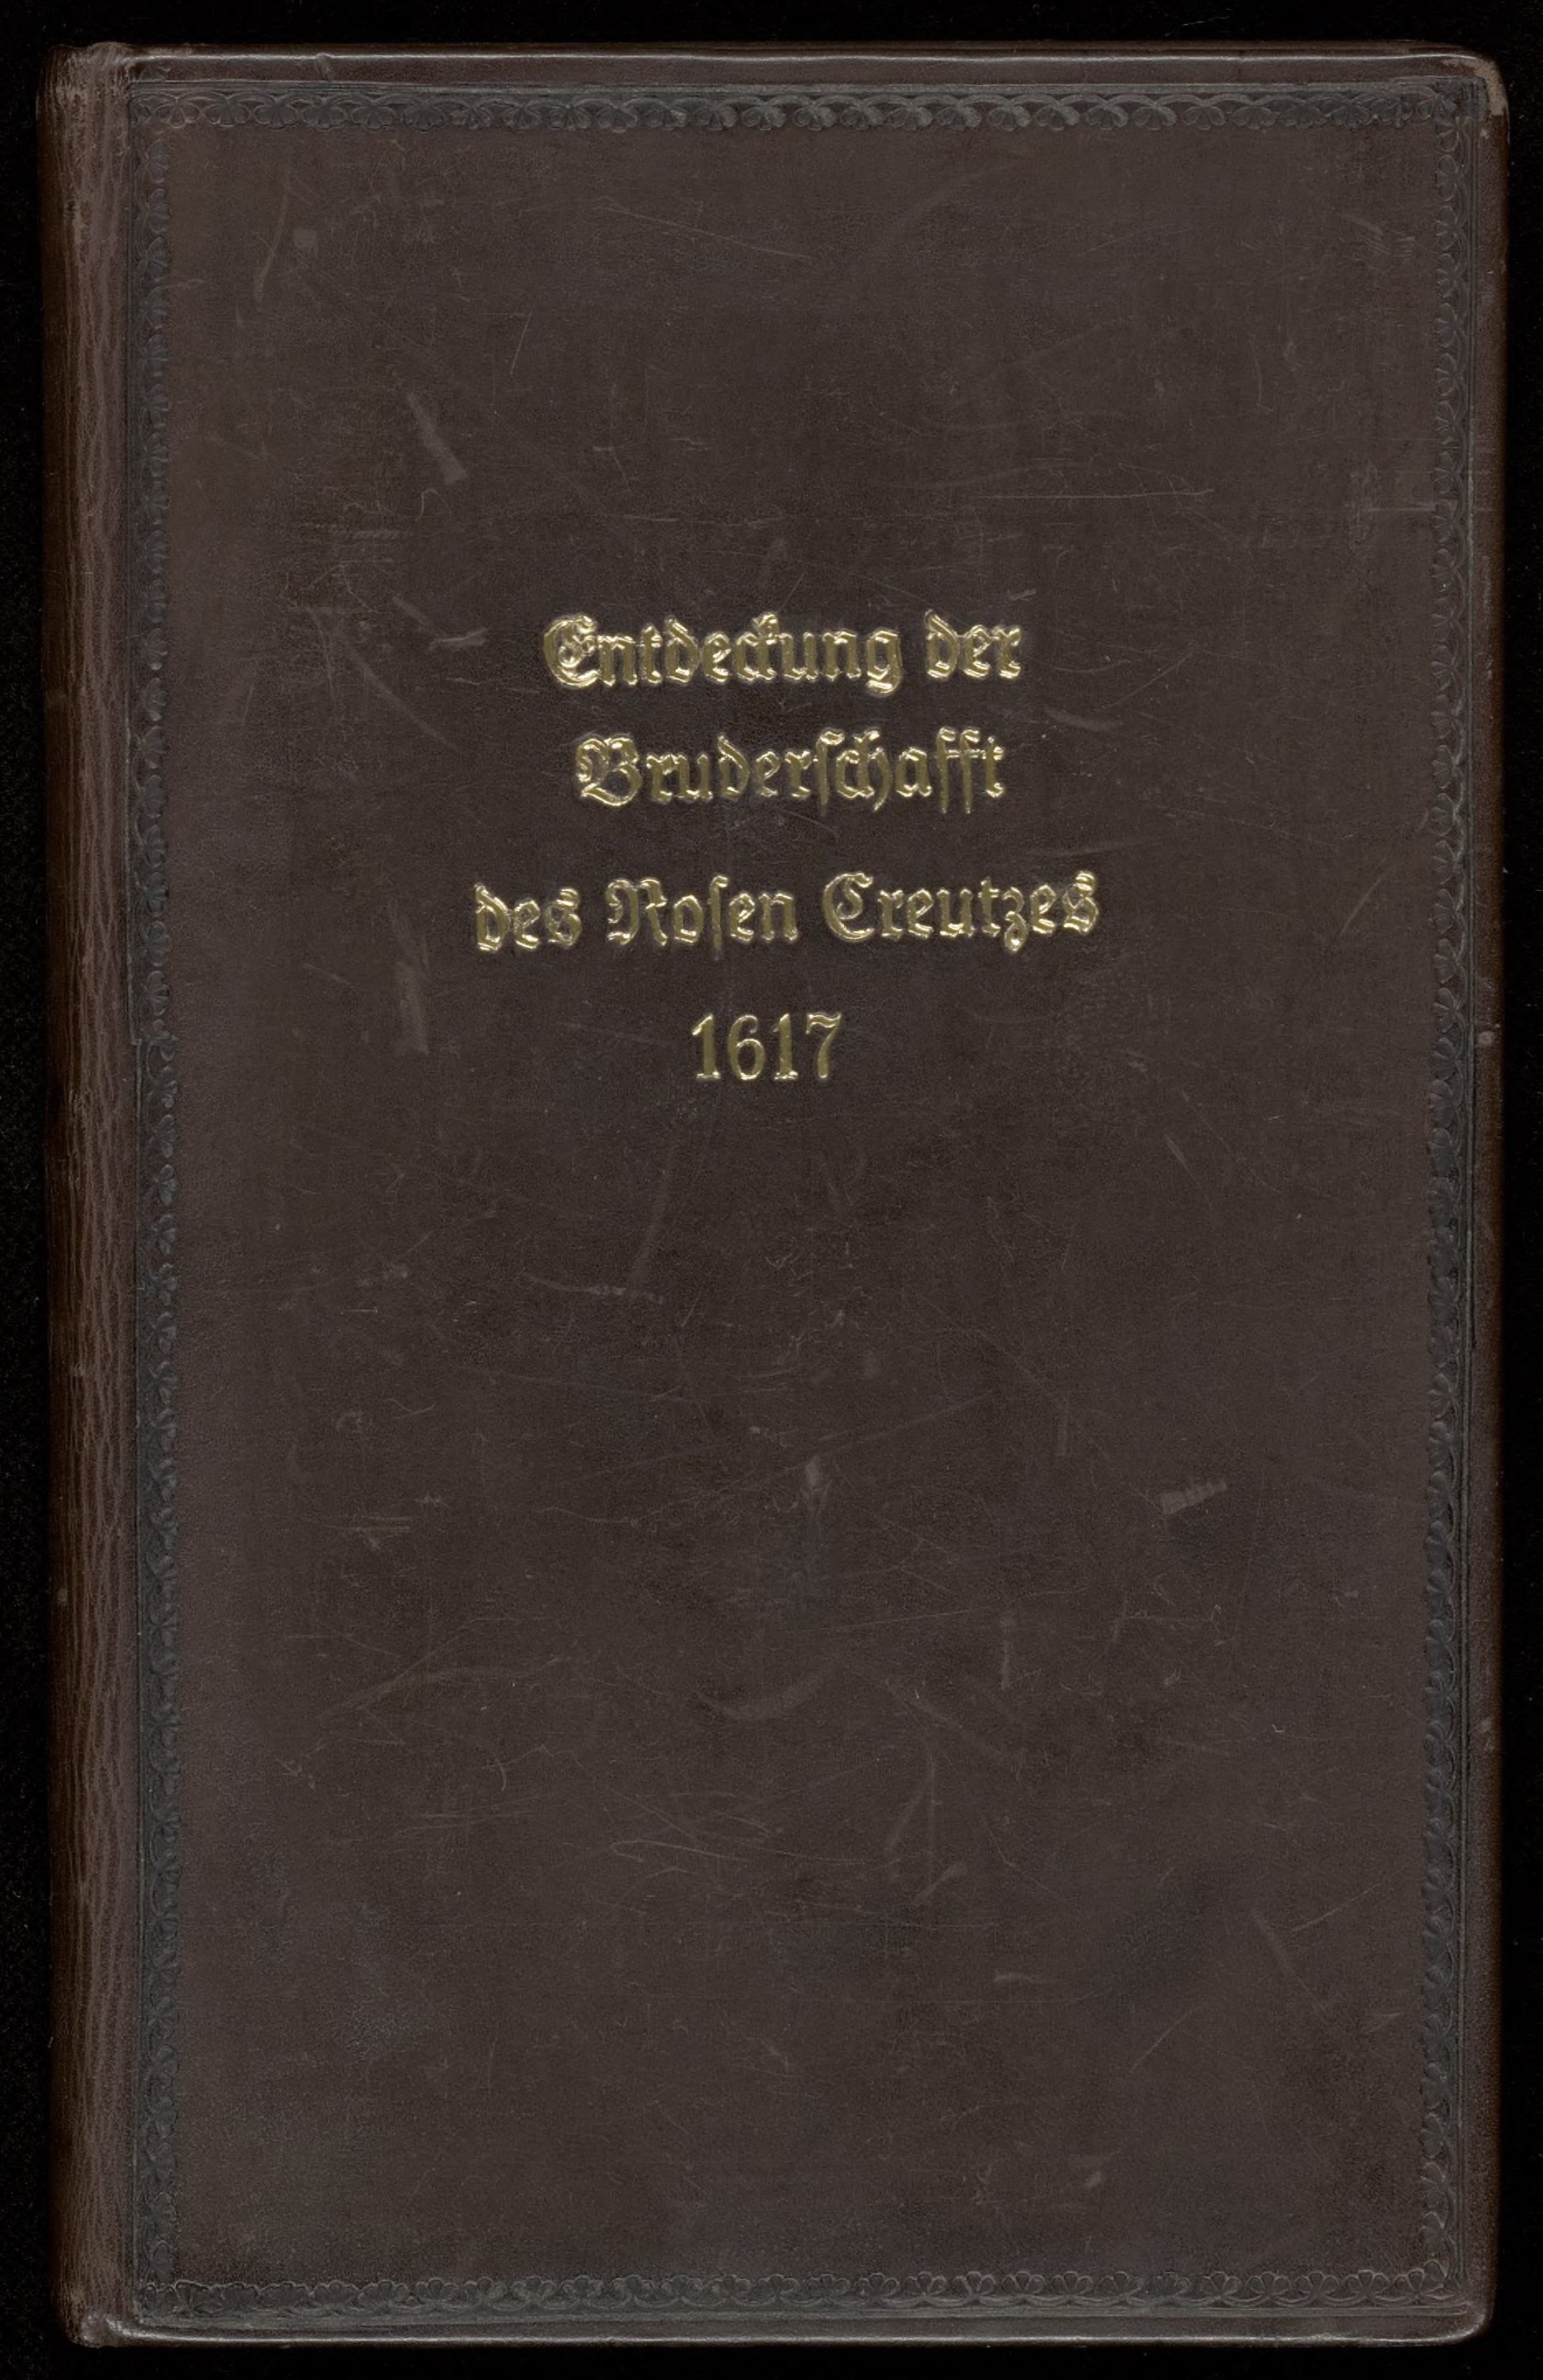 Entdeckung der
Bruderſchafft
des Roſen Creutzes
1617